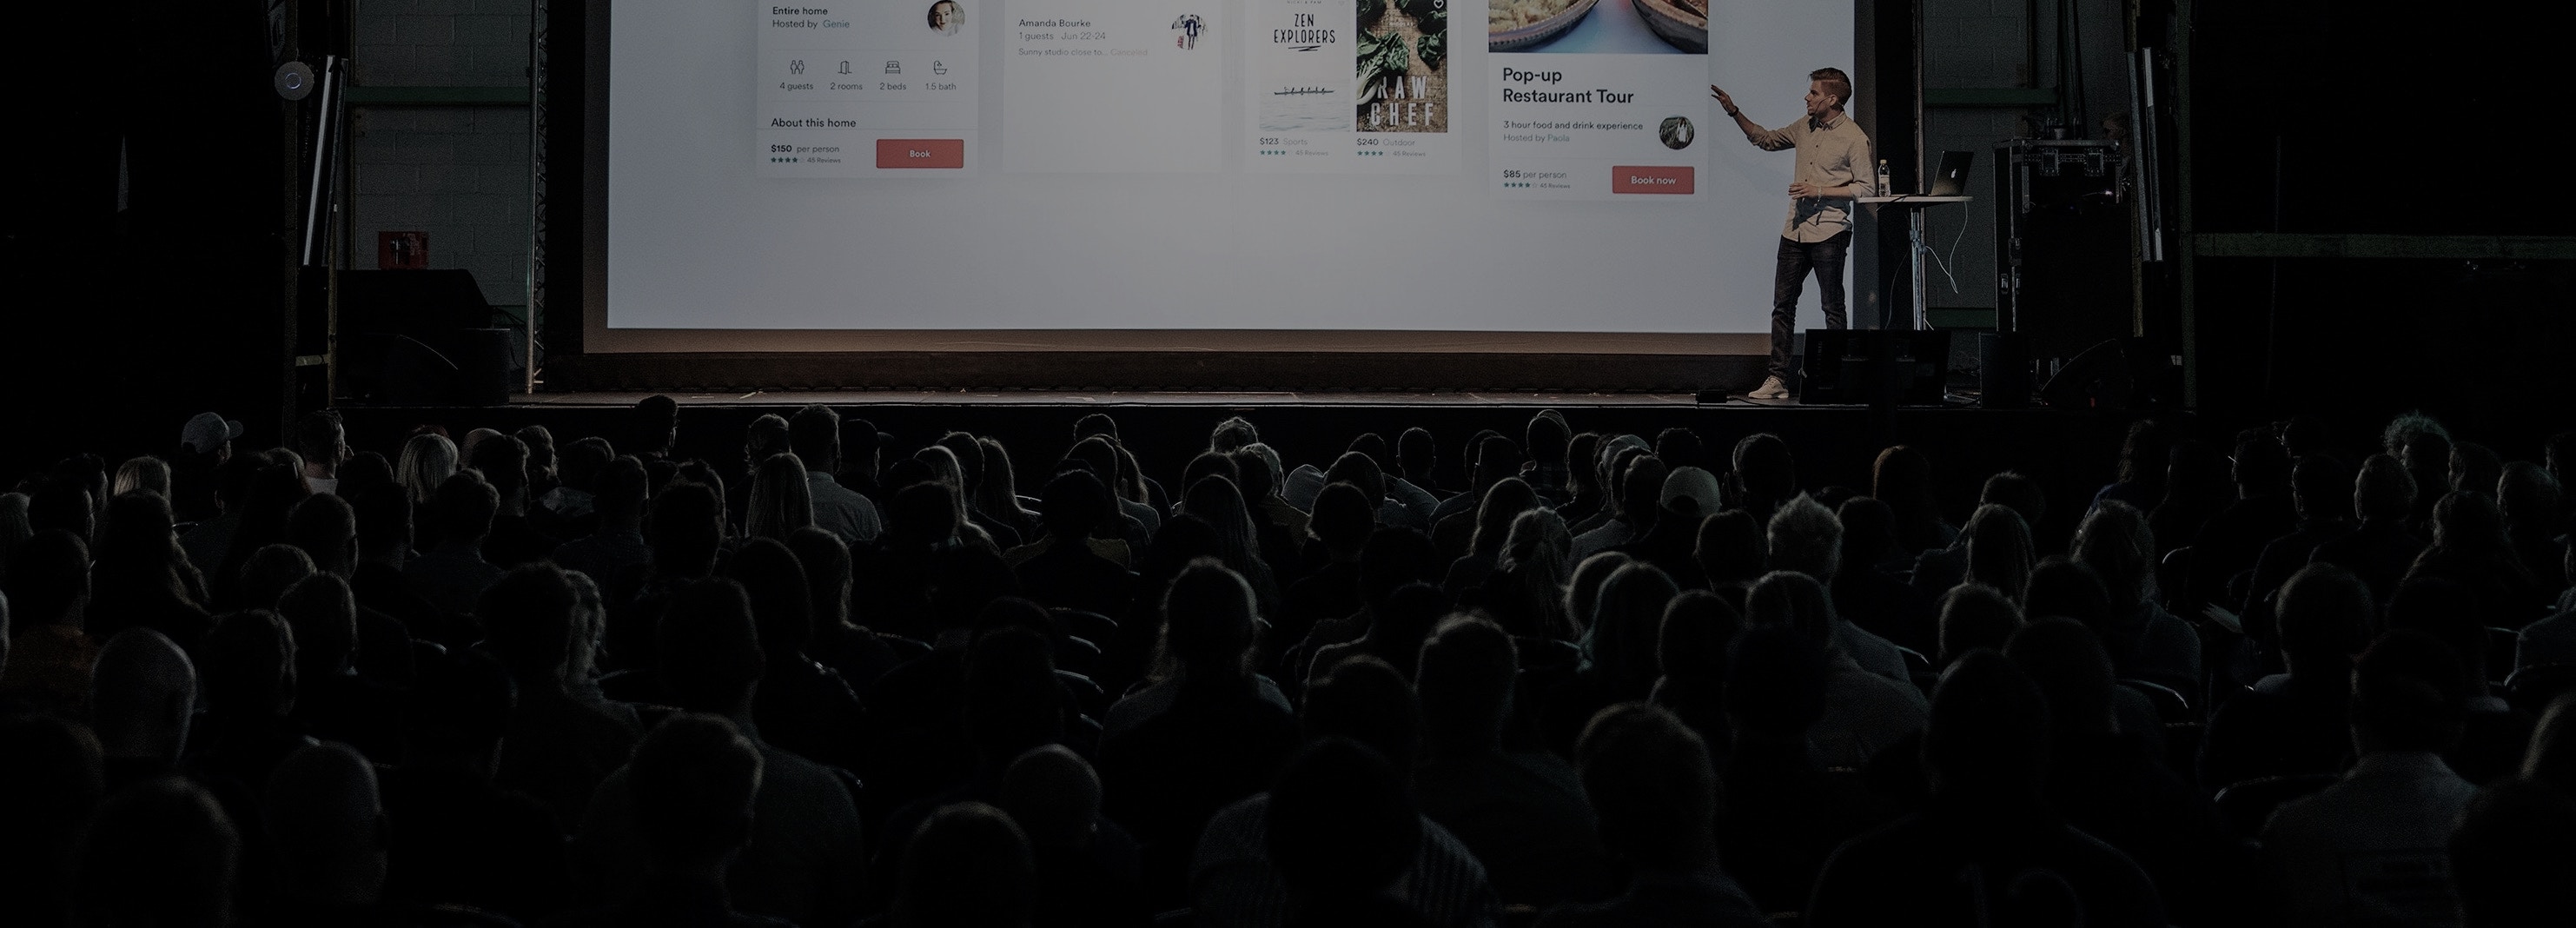 Entire home
Hosted by Genie
4 guests 2 rooms 2 beds 1.5 bath
About this home
$150 per person
45 Reviews
Book
Amanda Bourke
1 guests Jun 22-24
Sunny studio close to... Canceled
ZEN
EXPLORERS
RAW
CHEF
$123 Sports
45 Reviews
$240 Outdoor
45 Reviews
Pop-up
Restaurant Tour
3 hour food and drink experience
Hosted by Paola
$85 per person
45 Reviews
Book now